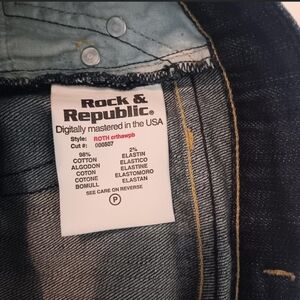 Rock &
Republic®
Digitally mastered in the USA
Style: ROTH crthawpb
Cut #: 000807
98% 2%
COTTON ELASTIN
ALGODON ELASTICO
COTON ELASTINE
COTONE ELASTOMORO
BOMULL ELASTAN
SEE CARE ON REVERSE
P